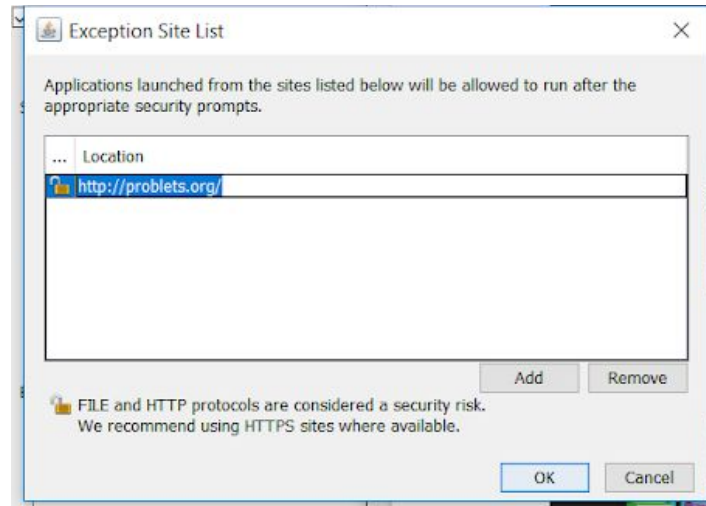 Exception Site List
Applications launched from the sites listed below will be allowed to run after the
appropriate security prompts.
... Location
http://problets.org/
Add Remove
FILE and HTTP protocols are considered a security risk.
We recommend using HTTPS sites where available.
OK Cancel